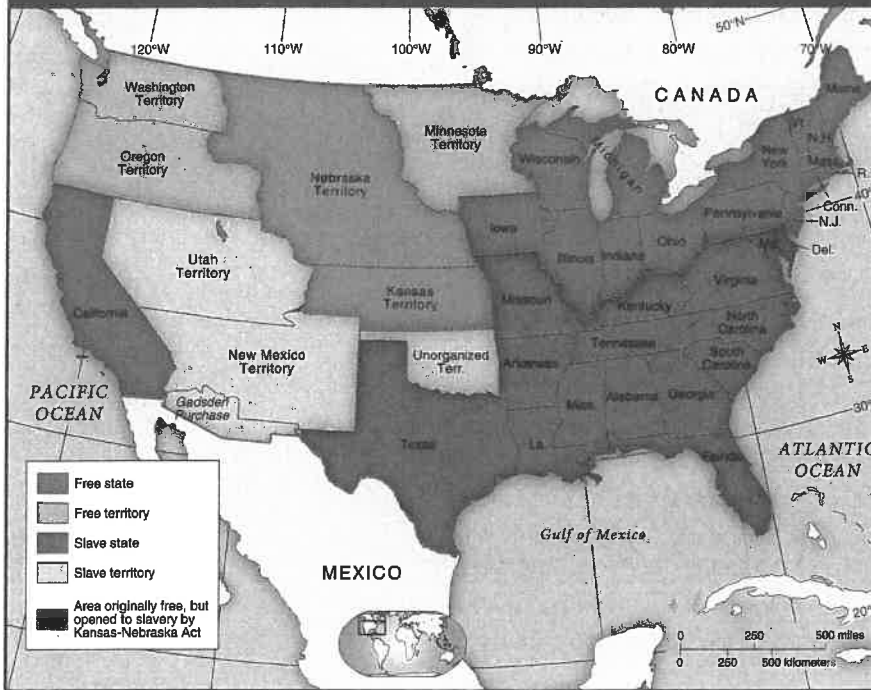 50°N
120°W
110°W
100°W
90°W
80°W
70°W
CANADA
Washington
Territory
Oregon
Territory
Minnesota
Territory
Nebraska
Territory
Wisconsin
Michigan
Maine
Vt.
N.H.
New
York
Mass.
R.
Conn.
40°
N.J.
Pennsylvania
Del.
Md.
Iowa
Ohio
Indiana
Illinois
Utah
Territory
Kansas
Territory
California
Missouri
Kentucky
Virginia
North
Carolina
Tennessee
South
Carolina
Arkansas
New Mexico
Territory
Unorganized
Terr.
Gadsden
Purchase
Miss.
Alabama
Georgia
Texas
La.
Florida
N
W
E
S
30°
PACIFIC
OCEAN
ATLANTIC
OCEAN
Gulf of Mexico
MEXICO
20°
Free state
Free territory
Slave state
Slave territory
Area originally free, but
opened to slavery by
Kansas-Nebraska Act
0 250 500 miles
0 250 500 kilometers